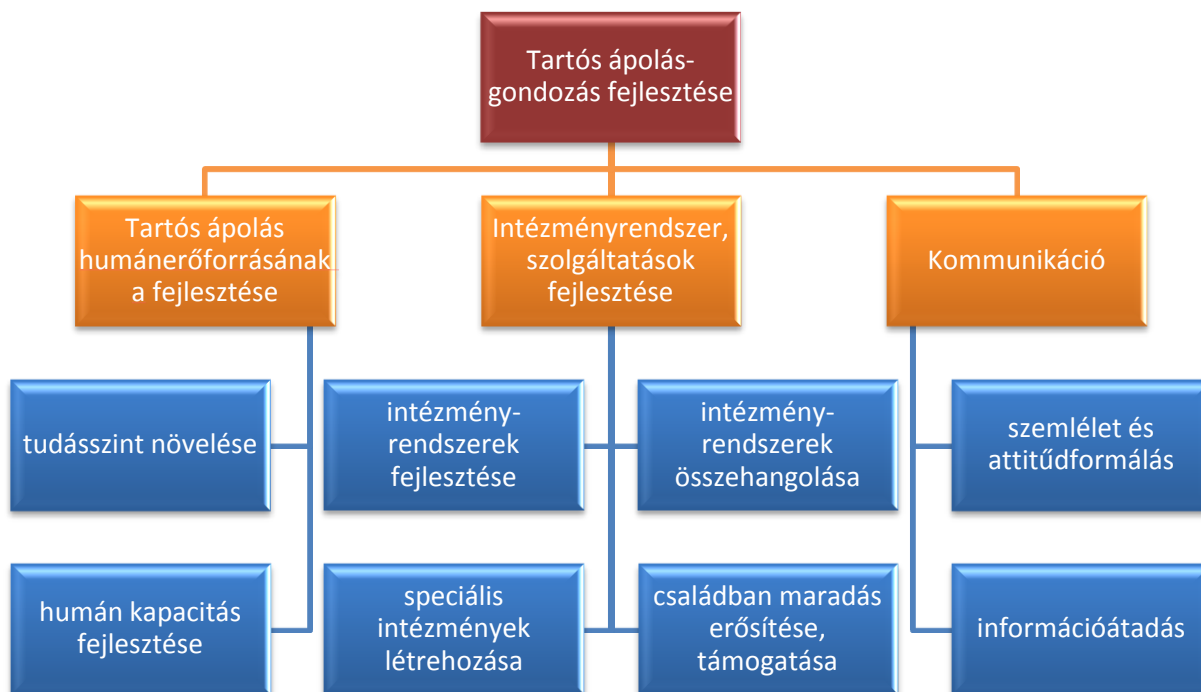 Tartós ápolás-
gondozás fejlesztése
Tartós ápolás
humánerőforrásának
a fejlesztése
Intézményrendszer,
szolgáltatások
fejlesztése
Kommunikáció
tudásszint növelése
intézmény-
rendszerek
fejlesztése
intézmény-
rendszerek
összehangolása
szemlélet és
attitűdformálás
humán kapacitás
fejlesztése
speciális
intézmények
létrehozása
családban maradás
erősítése,
támogatása
információátadás